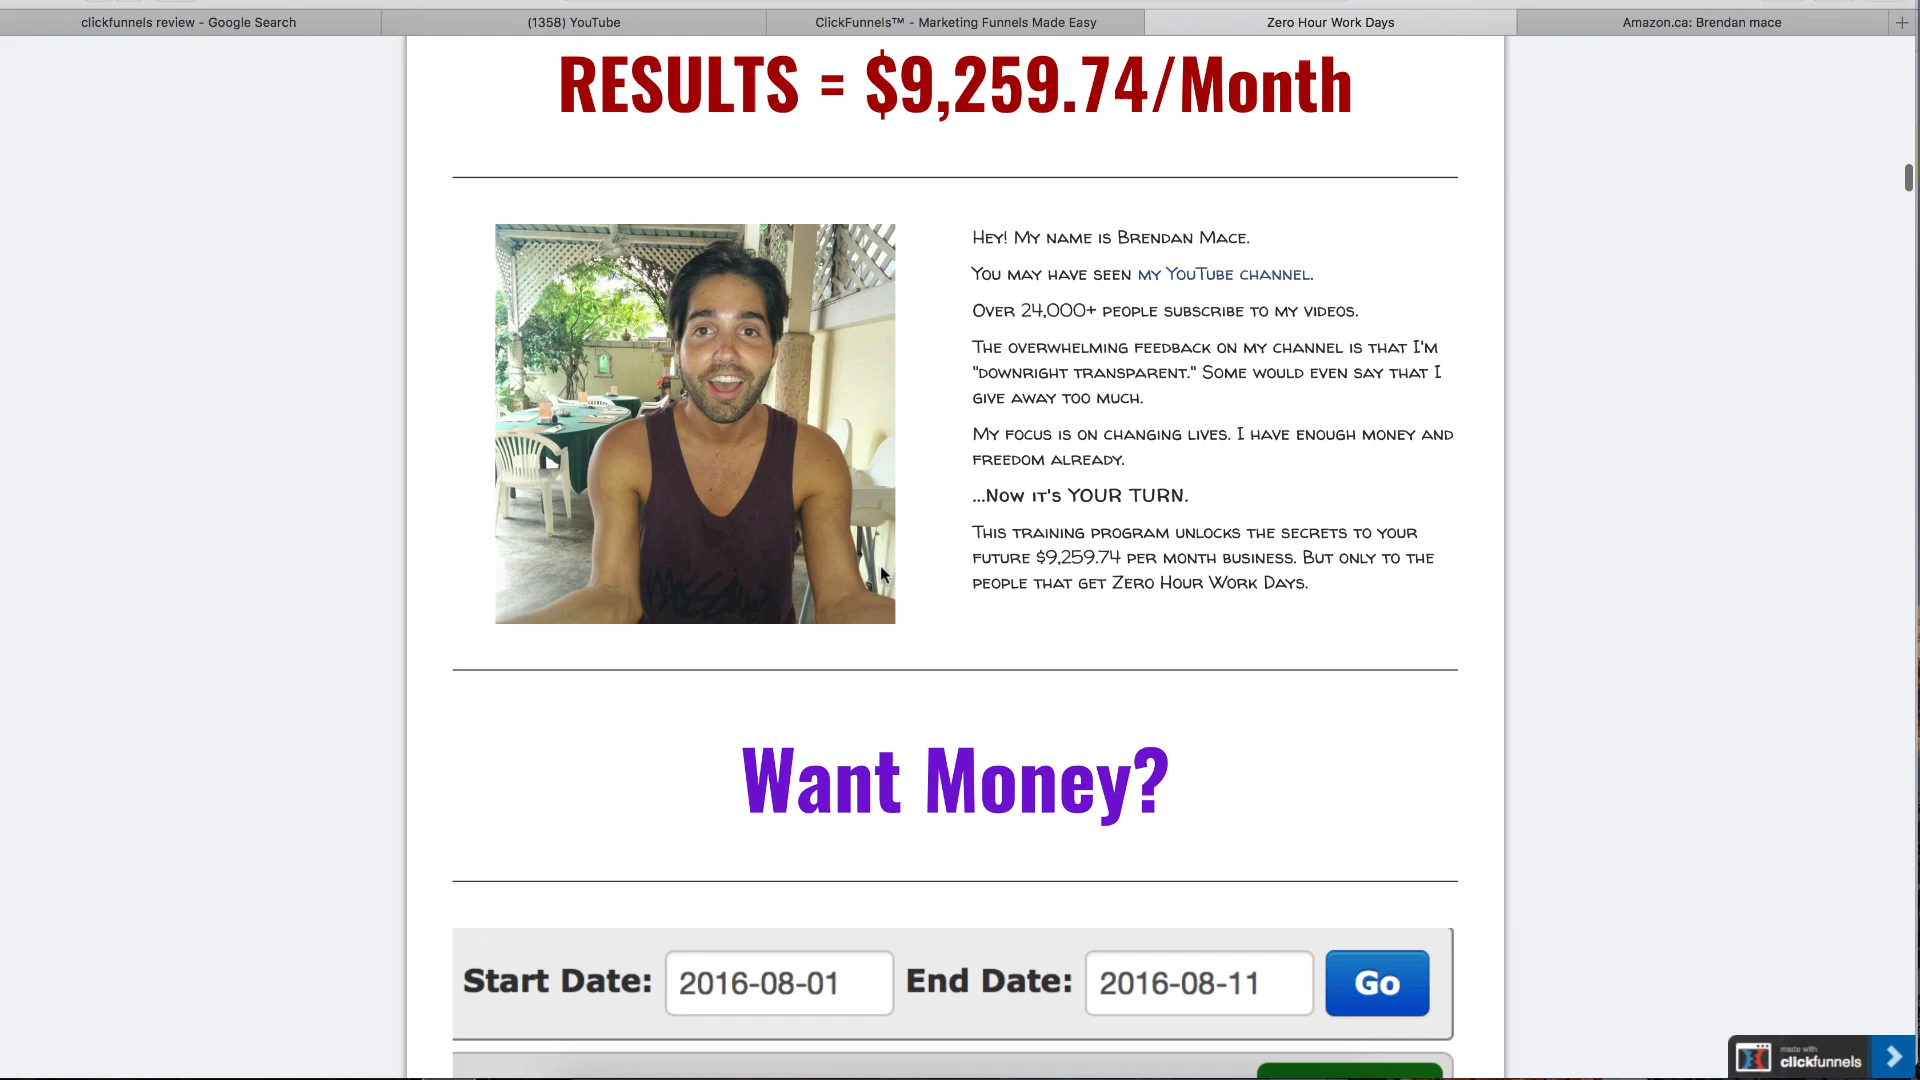 clickfunnels review - Google Search
(1358) YouTube
ClickFunnels™ - Marketing Funnels Made Easy
Zero Hour Work Days
Amazon.ca: Brendan mace
RESULTS = $9,259.74/Month
Hey! My name is Brendan Mace.
You may have seen my YouTube channel.
Over 24,000+ people subscribe to my videos.
The overwhelming feedback on my channel is that I'm
"downright transparent." Some would even say that I
give away too much.
My focus is on changing lives. I have enough money and
freedom already.
...Now it's YOUR TURN.
This training program unlocks the secrets to your
future $9,259.74 per month business. But only to the
people that get Zero Hour Work Days.
Want Money?
Start Date: 2016-08-01 End Date: 2016-08-11 Go
made with
clickfunnels